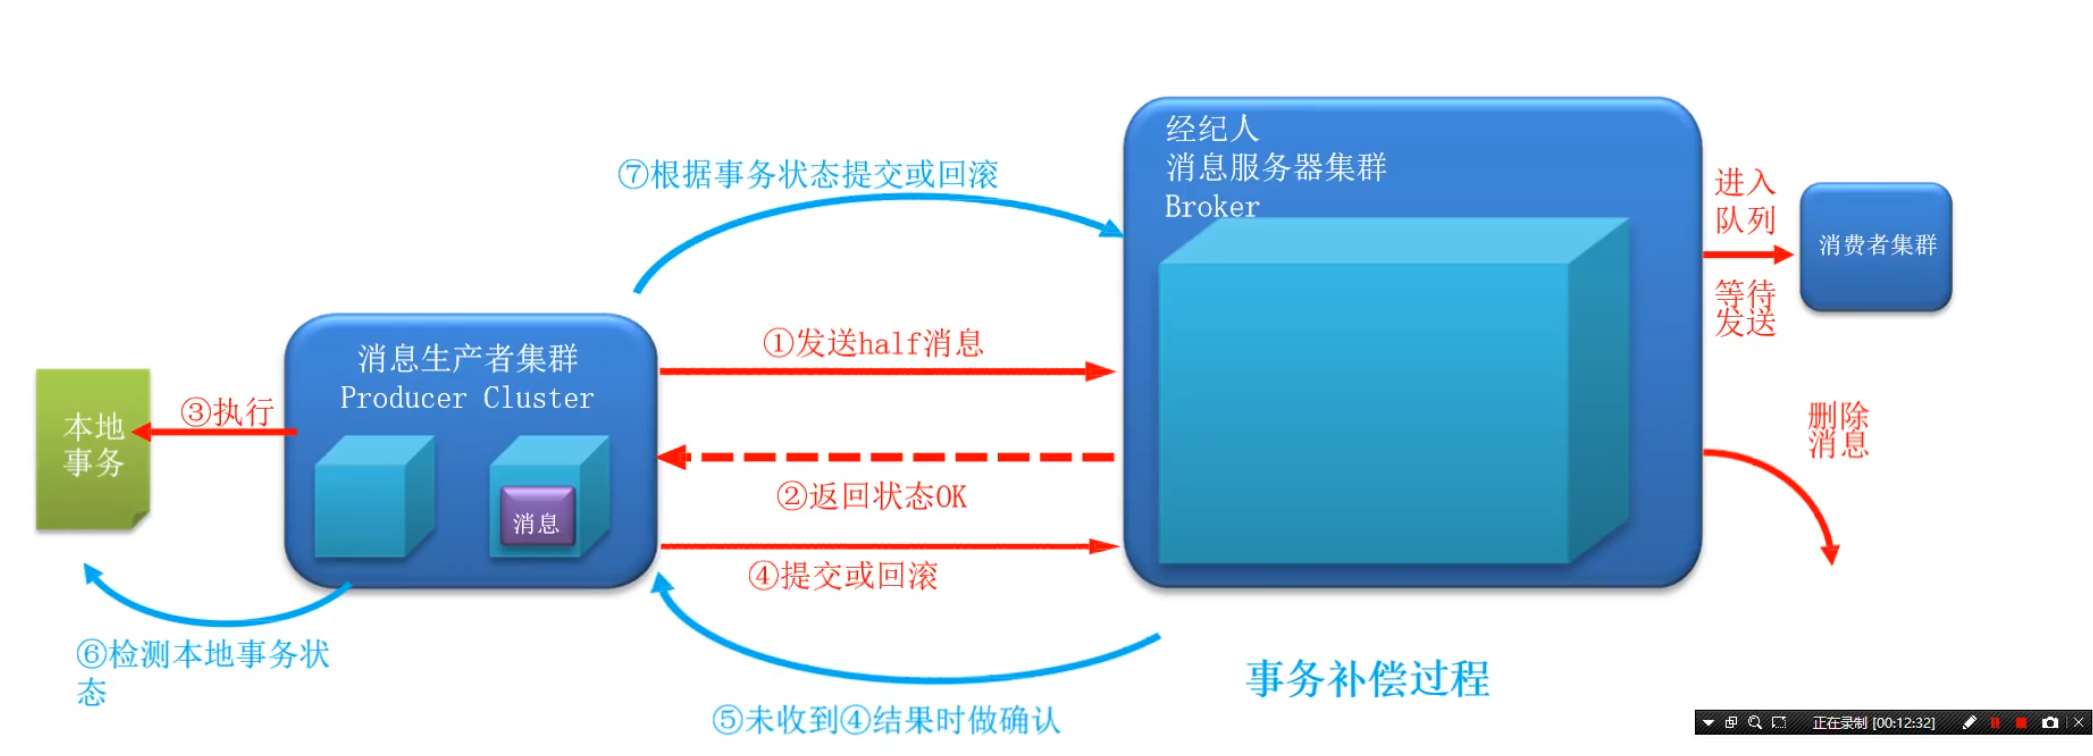 经纪人
消息服务器集群
Broker
⑦根据事务状态提交或回滚
进入
队列
消费者集群
等待
发送
①发送half消息
消息生产者集群
Producer Cluster
③执行
本地
事务
删除
消息
②返回状态OK
消息
④提交或回滚
⑥检测本地事务状
态
事务补偿过程
⑤未收到④结果时做确认
正在录制 [00:12:32]